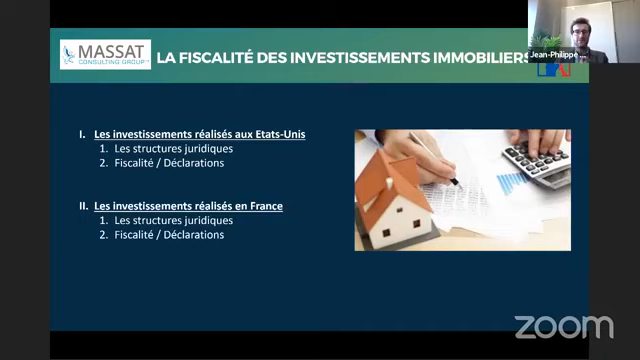 MASSAT
CONSULTING GROUP
LA FISCALITÉ DES INVESTISSEMENTS IMMOBILIERS
Jean-Philippe
I. Les investissements réalisés aux Etats-Unis
1. Les structures juridiques
2. Fiscalité / Déclarations
II. Les investissements réalisés en France
1. Les structures juridiques
2. Fiscalité / Déclarations
zoom